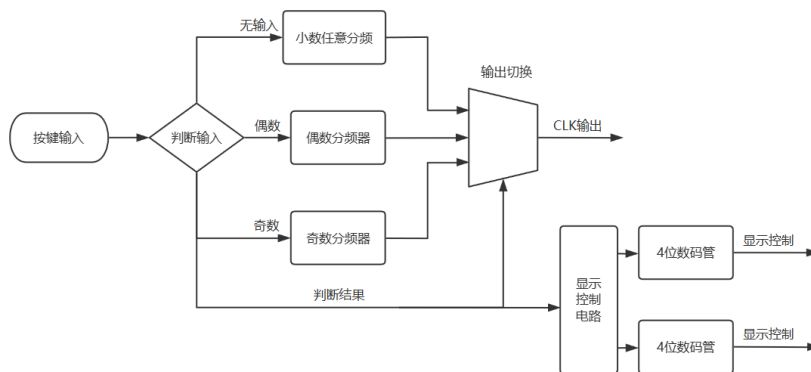 无输入
小数任意分频
输出切换
按键输入
判断输入
偶数
偶数分频器
CLK输出
奇数
奇数分频器
判断结果
显示
控制
电路
4位数码管
显示控制
4位数码管
显示控制